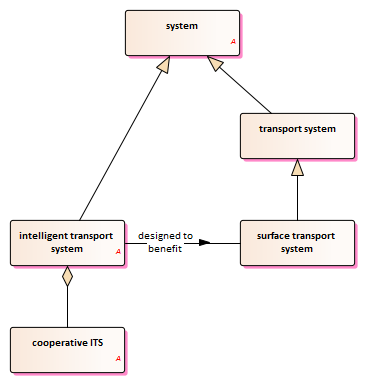 system
A
transport system
intelligent transport
system
A
designed to
benefit
surface transport
system
cooperative ITS
A